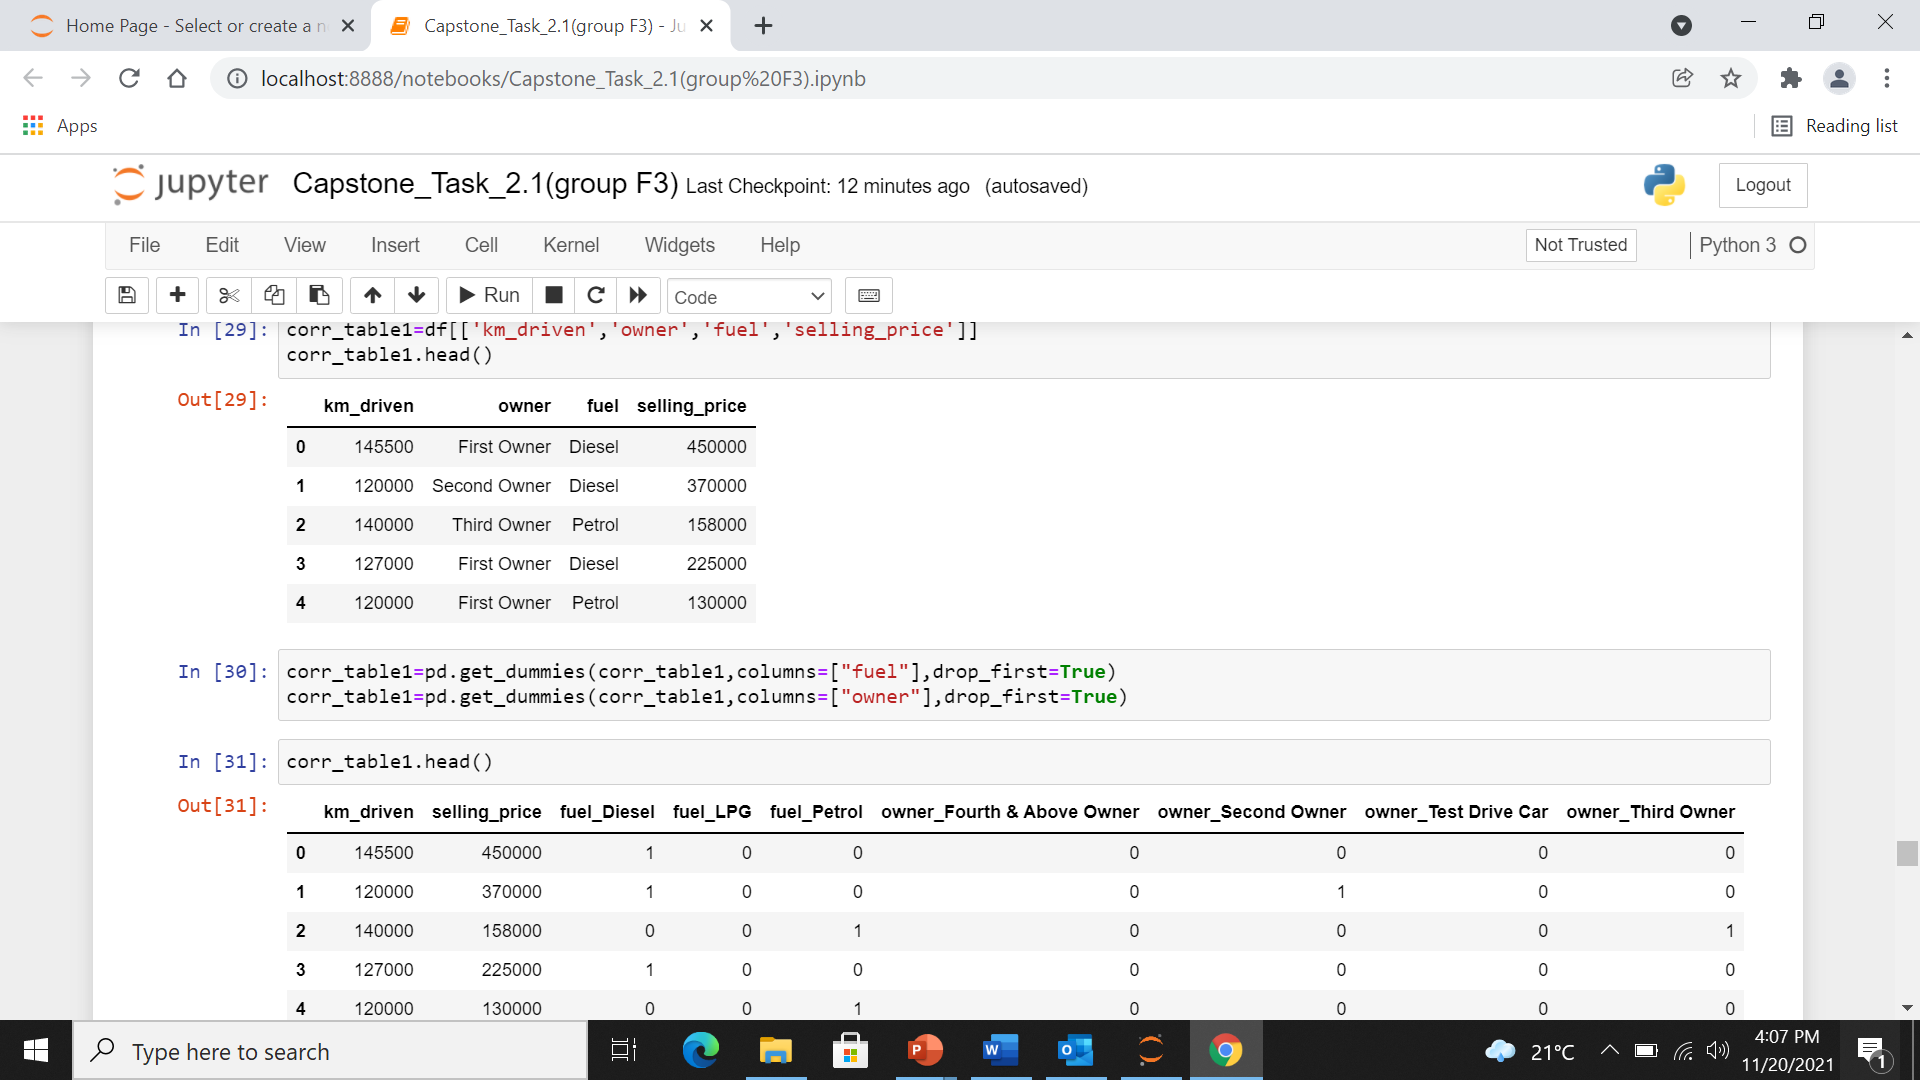 Home Page - Select or create a n
Capstone_Task_2.1(group F3) - Ju
localhost:8888/notebooks/Capstone_Task_2.1(group%20F3).ipynb
Apps
Reading list
jupyter Capstone_Task_2.1(group F3) Last Checkpoint: 12 minutes ago (autosaved)
Logout
File Edit View Insert Cell Kernel Widgets Help
Not Trusted
Python 3
Run
Code
In [29]: corr_table1=df[['km_driven','owner','fuel','selling_price']]
corr_table1.head()
Out[29]:
km_driven owner fuel selling_price
0 145500 First Owner Diesel 450000
1 120000 Second Owner Diesel 370000
2 140000 Third Owner Petrol 158000
3 127000 First Owner Diesel 225000
4 120000 First Owner Petrol 130000
In [30]: corr_table1=pd.get_dummies(corr_table1,columns=["fuel"],drop_first=True)
corr_table1=pd.get_dummies(corr_table1,columns=["owner"],drop_first=True)
In [31]: corr_table1.head()
Out[31]:
km_driven selling_price fuel_Diesel fuel_LPG fuel_Petrol owner_Fourth & Above Owner owner_Second Owner owner_Test Drive Car owner_Third Owner
0 145500 450000 1 0 0 0 0 0 0
1 120000 370000 1 0 0 0 1 0 0
2 140000 158000 0 0 1 0 0 0 1
3 127000 225000 1 0 0 0 0 0 0
4 120000 130000 0 0 1 0 0 0 0
Type here to search
21°C
4:07 PM
11/20/2021
1